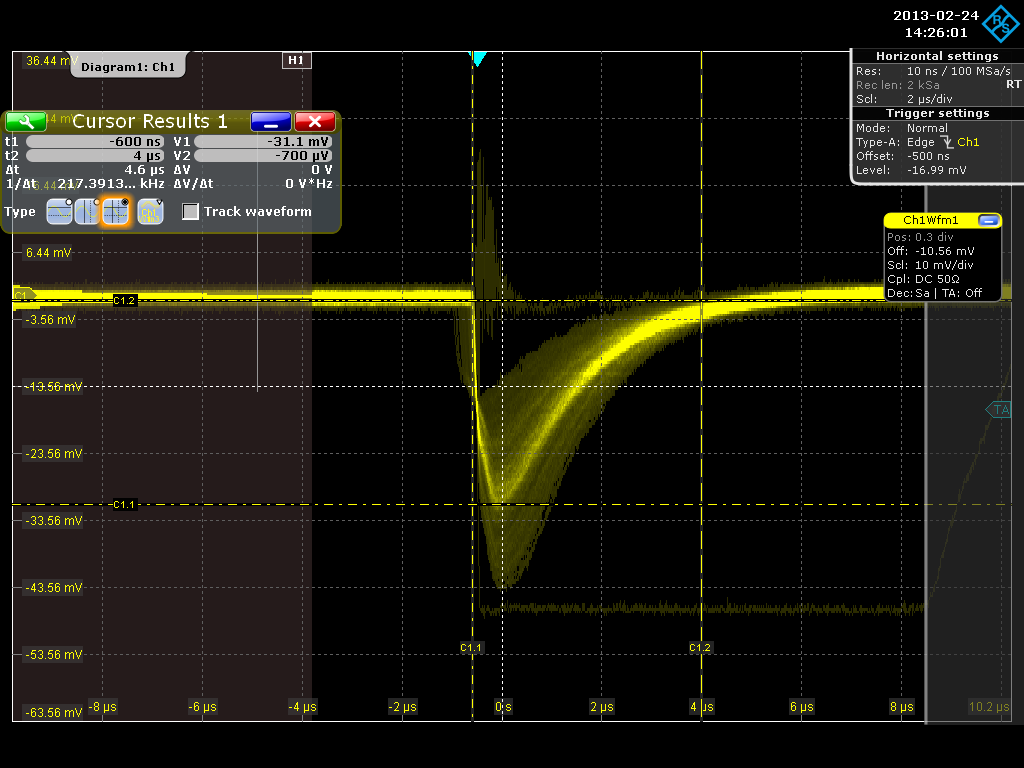 2013-02-24
14:26:01
36.44 mV
Diagram1: Ch1
H1
Horizontal settings
Res: 10 ns / 100 MSa/s
Rec len: 2 kSa RT
Scl: 2 µs/div
Trigger settings
Mode: Normal
Type-A: Edge Ch1
Offset: -500 ns
Level: -16.99 mV
Cursor Results 1
t1 -600 ns V1 -31.1 mV
t2 4 µs V2 -700 µV
Δt 4.6 µs ΔV 0 V
1/Δt 217.3913... kHz ΔV/Δt 0 V*Hz
Type Track waveform
Ch1Wfm1
Pos: 0.3 div
Off: -10.56 mV
Scl: 10 mV/div
Cpl: DC 50Ω
Dec: Sa | TA: Off
6.44 mV
C1
C1.2
-3.56 mV
-13.56 mV
TA
-23.56 mV
C1.1
-33.56 mV
-43.56 mV
C1.1 C1.2
-53.56 mV
-63.56 mV -8 µs -6 µs -4 µs -2 µs 0 s 2 µs 4 µs 6 µs 8 µs 10.2 µs